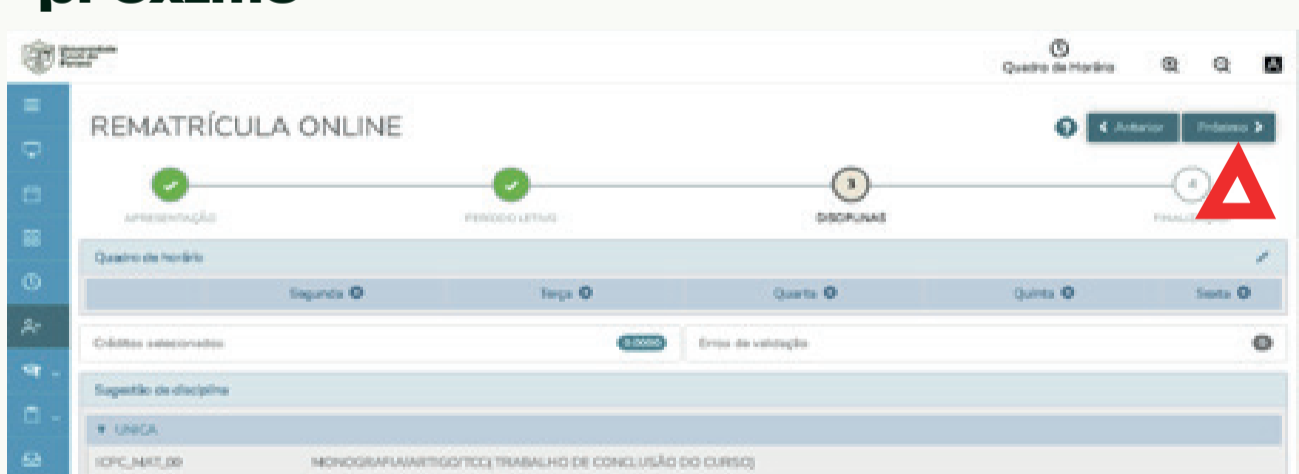 próximo
Quadro de Horário
REMATRÍCULA ONLINE
Anterior
Próximo
3
4
APRESENTAÇÃO
PERÍODO LETIVO
DISCIPLINAS
Quadro de horário
Segunda
Terça
Quarta
Quinta
Sexta
Créditos selecionados
Erros de validação
Sugestão de disciplina
UNICA
MONOGRAFIA/ARTIGO/TCC( TRABALHO DE CONCLUSÃO DO CURSO)